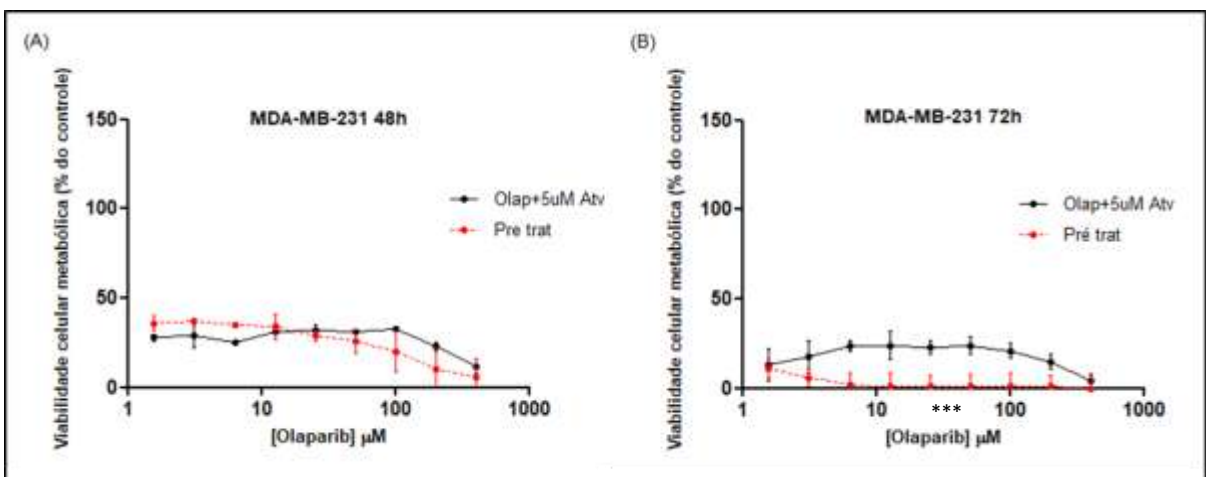 (A)
MDA-MB-231 48h
Viabilidade celular metabólica (% do controle)
150
100
50
0
Olap+5uM Atv
Pre trat
1
10
100
1000
[Olaparib] µM
(B)
MDA-MB-231 72h
Viabilidade celular metabólica (% do controle)
150
100
50
0
Olap+5uM Atv
Pré trat
1
10
***
100
1000
[Olaparib] µM